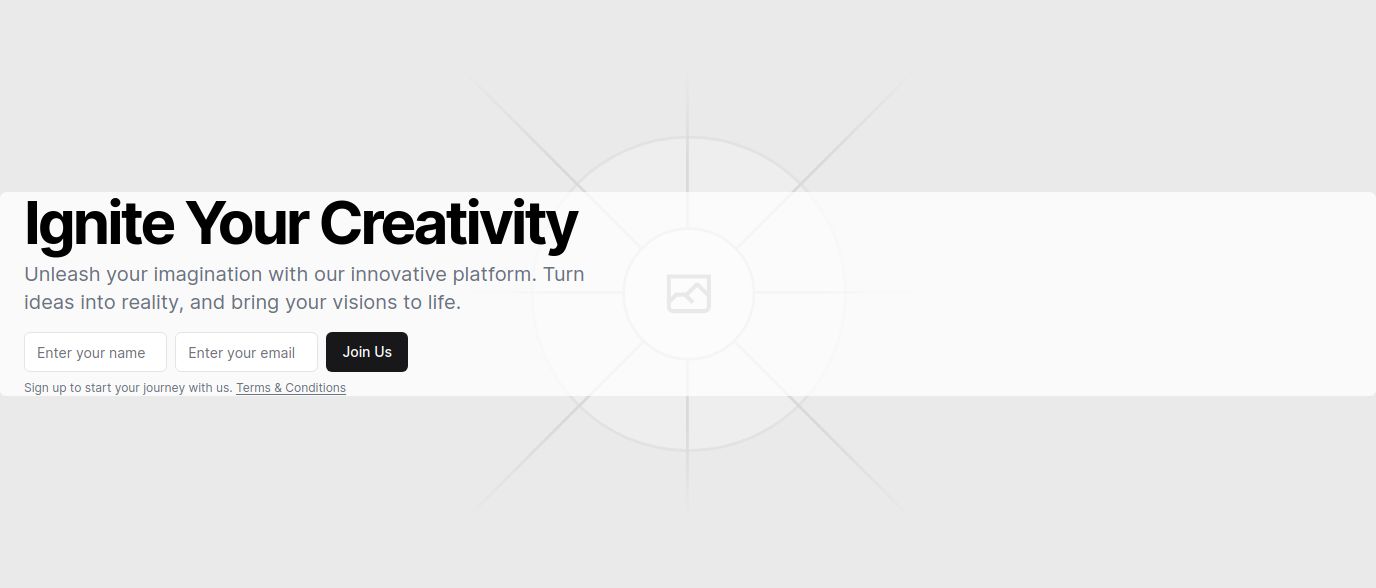 Ignite Your Creativity
Unleash your imagination with our innovative platform. Turn
ideas into reality, and bring your visions to life.
Enter your name Enter your email Join Us
Sign up to start your journey with us. Terms & Conditions